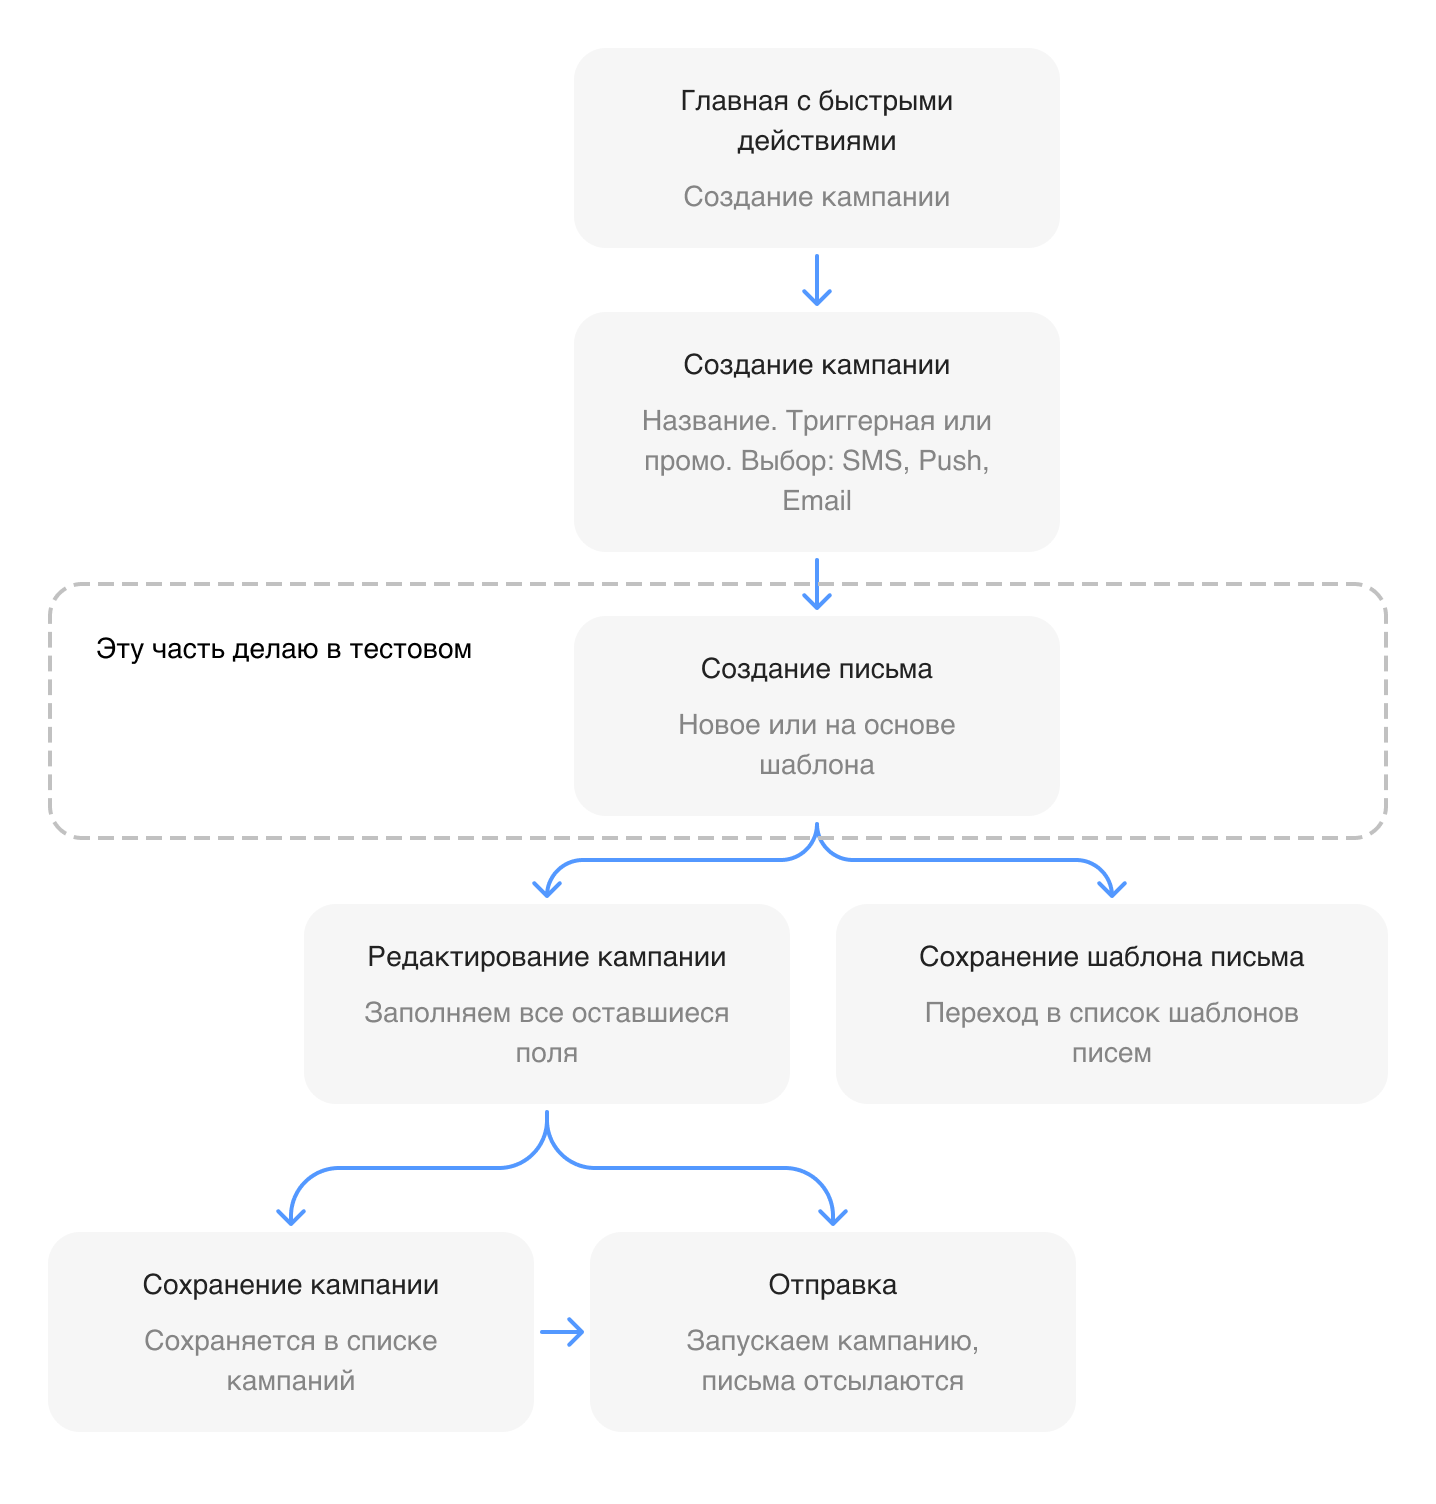 Главная с быстрыми
действиями
Создание кампании
Создание кампании
Название. Триггерная или
промо. Выбор: SMS, Push,
Email
Эту часть делаю в тестовом
Создание письма
Новое или на основе
шаблона
Редактирование кампании
Заполняем все оставшиеся
поля
Сохранение шаблона письма
Переход в список шаблонов
писем
Сохранение кампании
Сохраняется в списке
кампаний
Отправка
Запускаем кампанию,
письма отсылаются